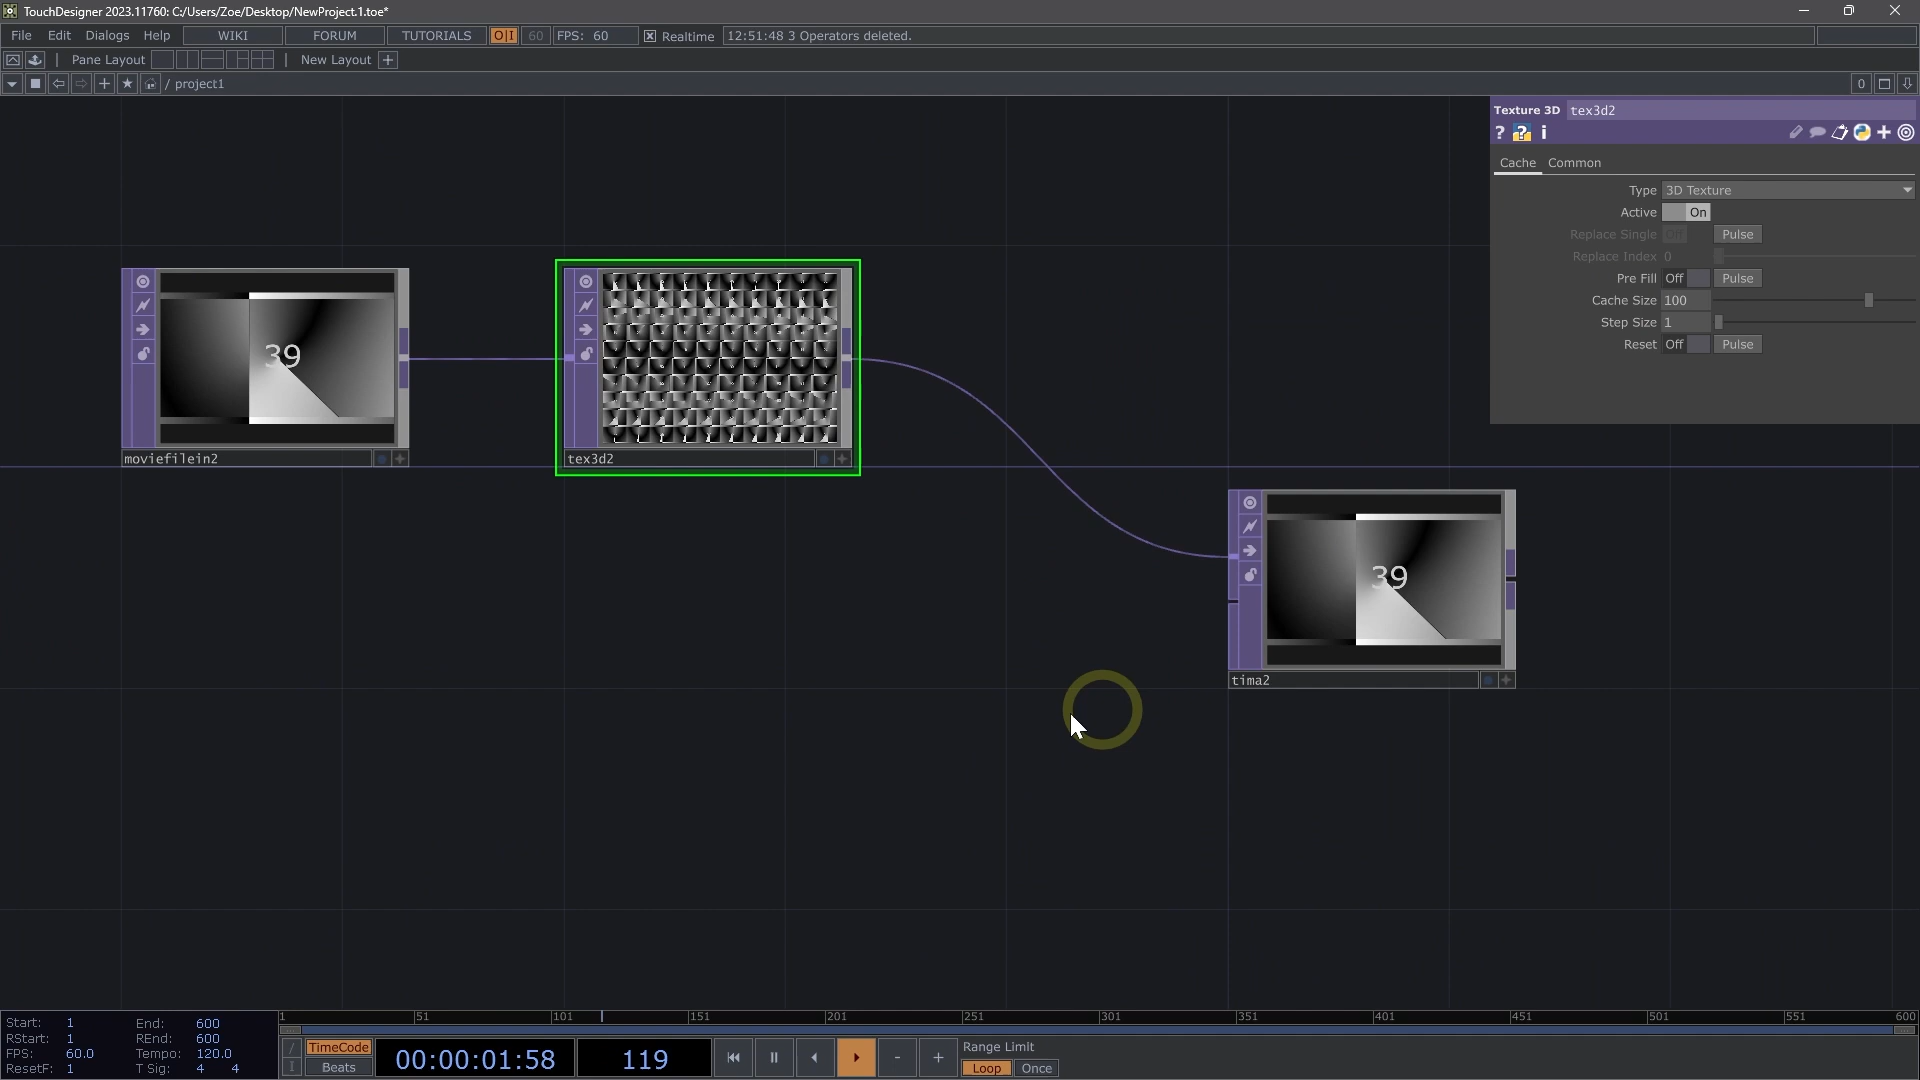 TouchDesigner 2023.11760: C:/Users/Zoe/Desktop/NewProject.1.toe*
File Edit Dialogs Help WIKI FORUM TUTORIALS O|I 60 FPS: 60 Realtime 12:51:48 3 Operators deleted.
Pane Layout New Layout +
/ project1 0
Texture 3D tex3d2
? ? i
Cache Common
Type 3D Texture
Active On
Replace Single Off Pulse
Replace Index 0
Pre Fill Off Pulse
Cache Size 100
Step Size 1
Reset Off Pulse
39
moviefilein2
tex3d2
39
tima2
1 51 101 151 201 251 301 351 401 451 501 551 600
Start: 1 End: 600
RStart: 1 REnd: 600
FPS: 60.0 Tempo: 120.0
ResetF: 1 T Sig: 4 4
TimeCode
Beats
00:00:01:58
119
- +
Range Limit
Loop Once